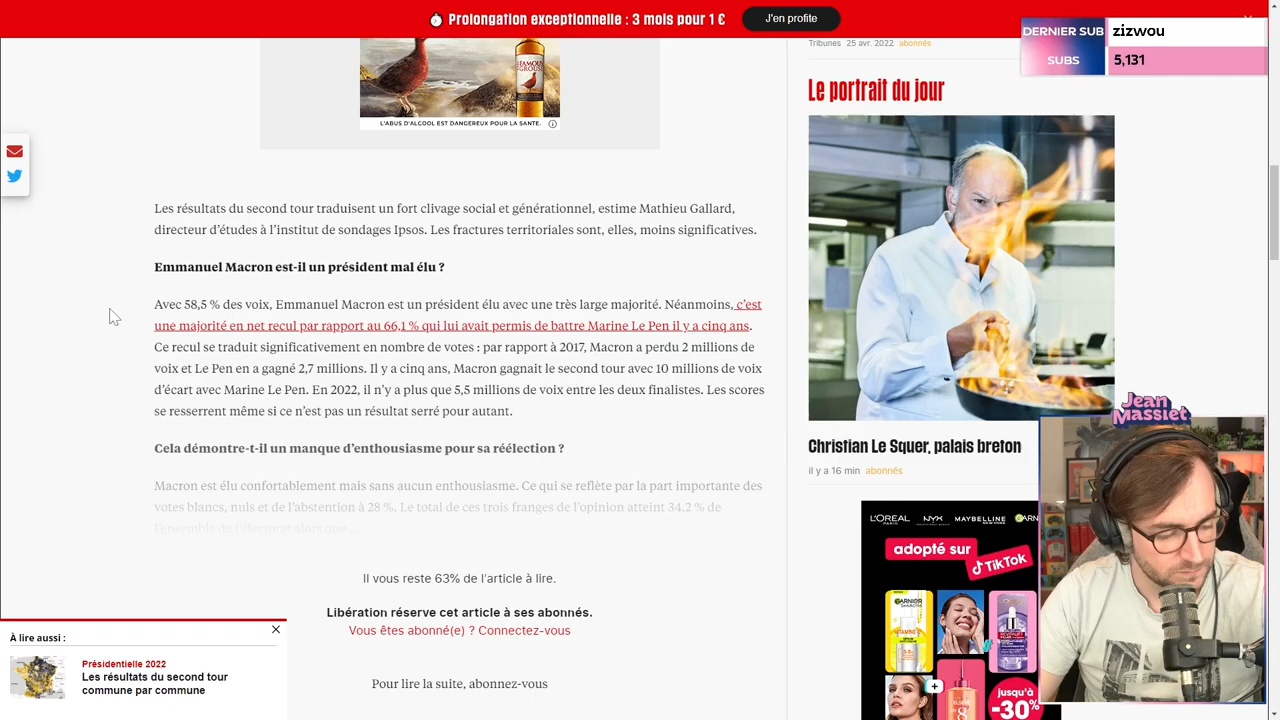 Prolongation exceptionnelle : 3 mois pour 1 €
J'en profite
DERNIER SUB
zizwou
SUBS
5,131
Tribunes 25 avr. 2022 abonnés
FAMOUS
GROUSE
L'ABUS D'ALCOOL EST DANGEREUX POUR LA SANTE.
Le portrait du jour
Les résultats du second tour traduisent un fort clivage social et générationnel, estime Mathieu Gallard,
directeur d'études à l'institut de sondages Ipsos. Les fractures territoriales sont, elles, moins significatives.
Emmanuel Macron est-il un président mal élu ?
Avec 58,5 % des voix, Emmanuel Macron est un président élu avec une très large majorité. Néanmoins, c'est
une majorité en net recul par rapport au 66,1 % qui lui avait permis de battre Marine Le Pen il y a cinq ans.
Ce recul se traduit significativement en nombre de votes : par rapport à 2017, Macron a perdu 2 millions de
voix et Le Pen en a gagné 2,7 millions. Il y a cinq ans, Macron gagnait le second tour avec 10 millions de voix
d'écart avec Marine Le Pen. En 2022, il n'y a plus que 5,5 millions de voix entre les deux finalistes. Les scores
se resserrent même si ce n'est pas un résultat serré pour autant.
Cela démontre-t-il un manque d'enthousiasme pour sa réélection ?
Macron est élu confortablement mais sans aucun enthousiasme. Ce qui se reflète par la part importante des
votes blancs, nuls et de l'abstention à 28 %. Le total de ces trois franges de l'opinion atteint 34,2 % de
l'ensemble de l'électorat alors que...
Il vous reste 63% de l'article à lire.
Libération réserve cet article à ses abonnés.
Vous êtes abonné(e) ? Connectez-vous
Pour lire la suite, abonnez-vous
À lire aussi :
Présidentielle 2022
Les résultats du second tour
commune par commune
Christian Le Squer, palais breton
il y a 16 min abonnés
Jean
Massiet
L'ORÉAL NYX MAYBELLINE GARN
PARIS
adopté sur
TikTok
GARNIER
jusqu'à
-30%